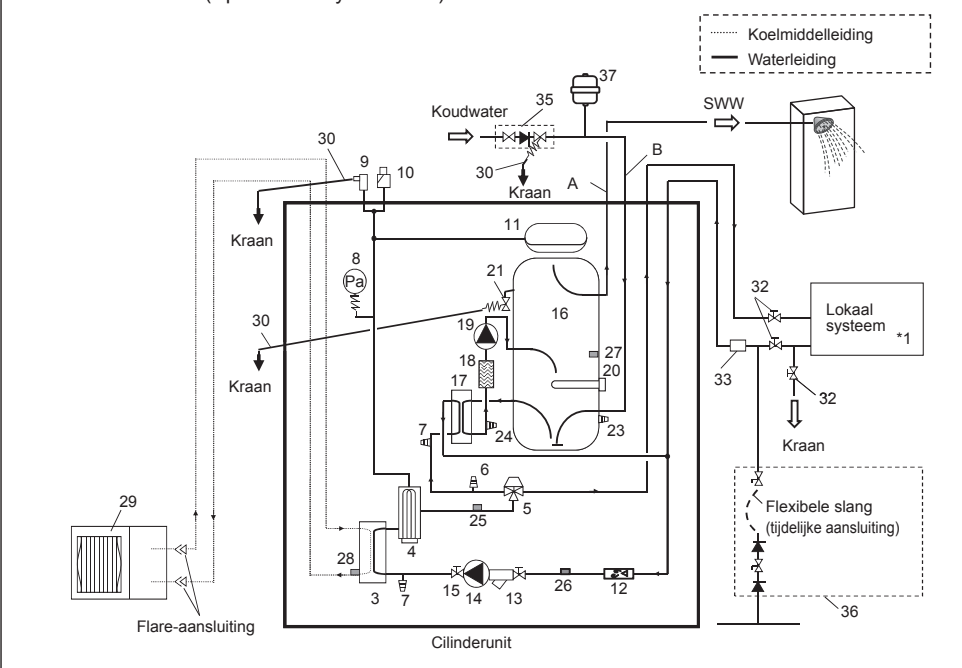 Koelmiddelleiding
Waterleiding
37
35
Koudwater
SWW
30
9
10
30
Kraan
A
B
Kraan
11
8
Pa
21
16
32
Lokaal
systeem
*1
30
19
27
18
20
33
17
32
Kraan
7
24
23
Kraan
6
5
25
29
4
Flexibele slang
(tijdelijke aansluiting)
28
3
7
15
14
13
26
12
36
Flare-aansluiting
Cilinderunit